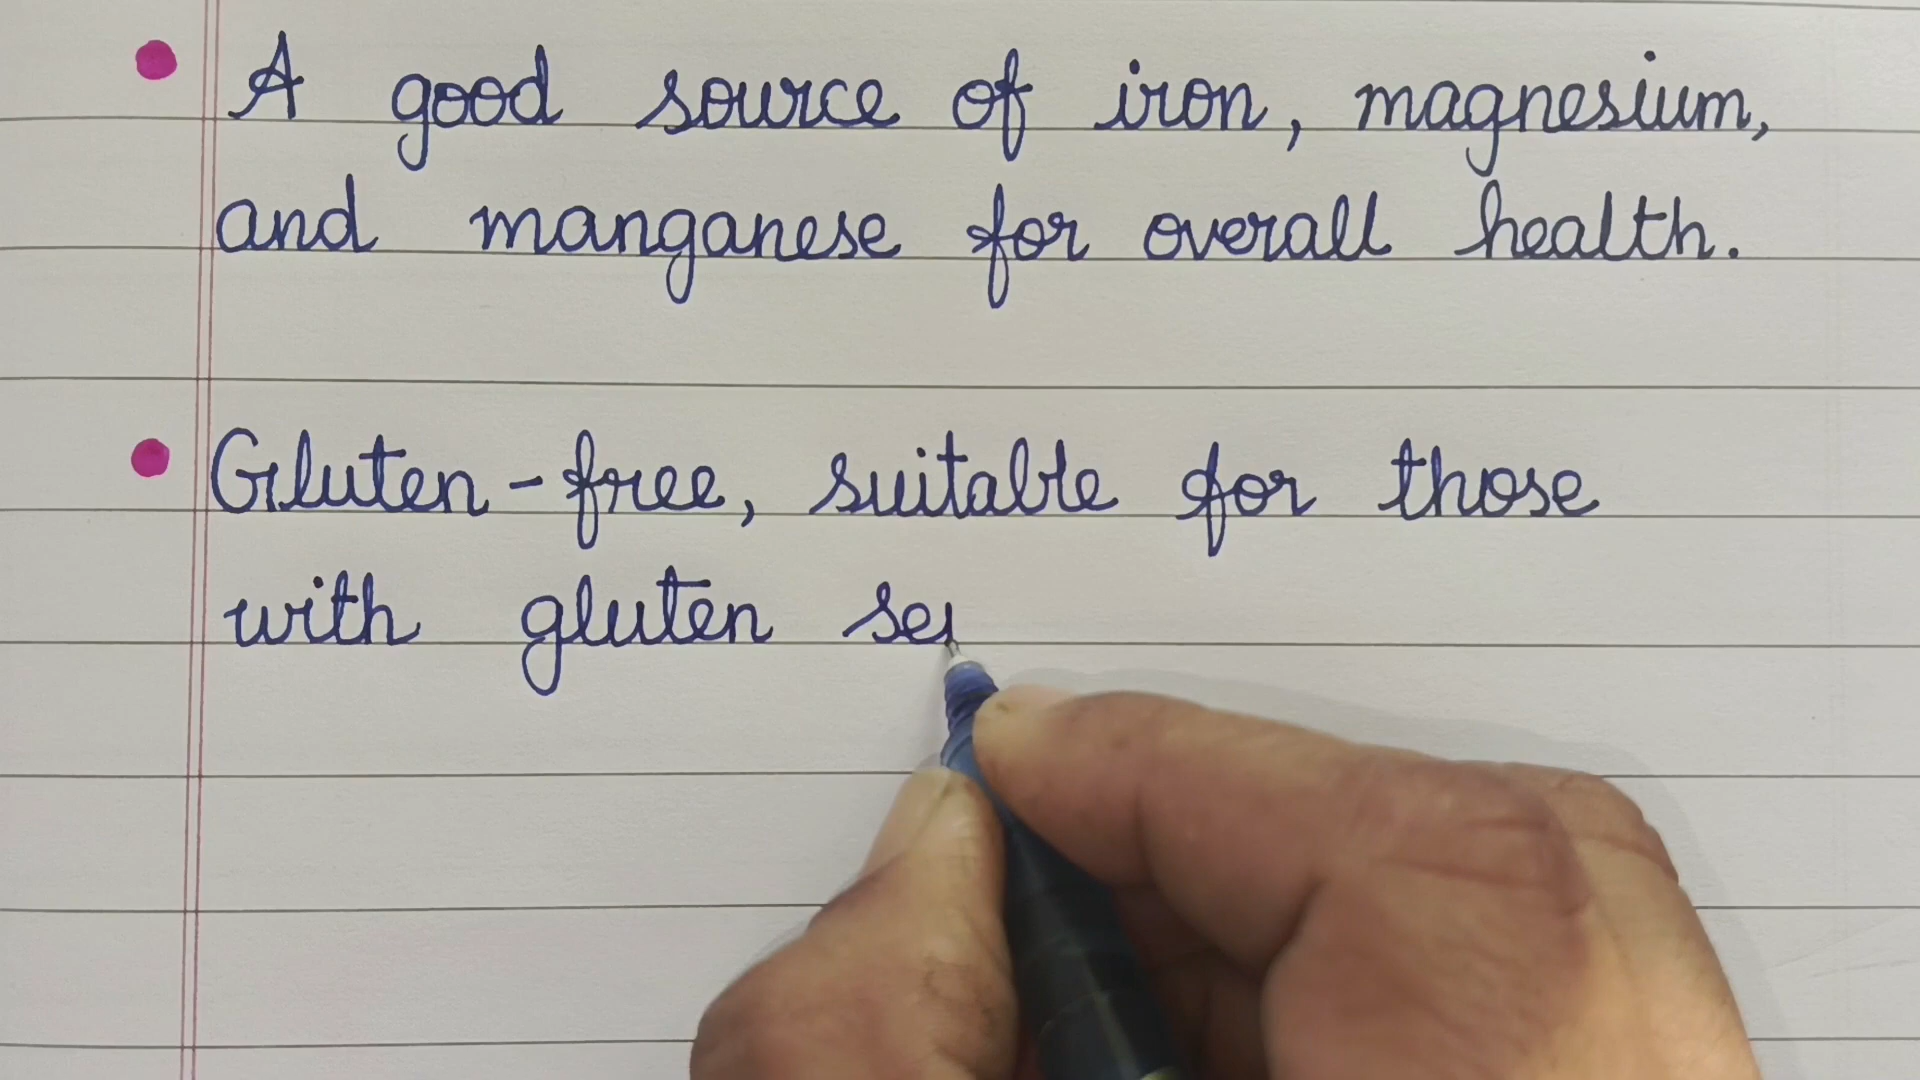 A good source of iron, magnesium,
and manganese for overall health.
Gluten-free, suitable for those
with gluten